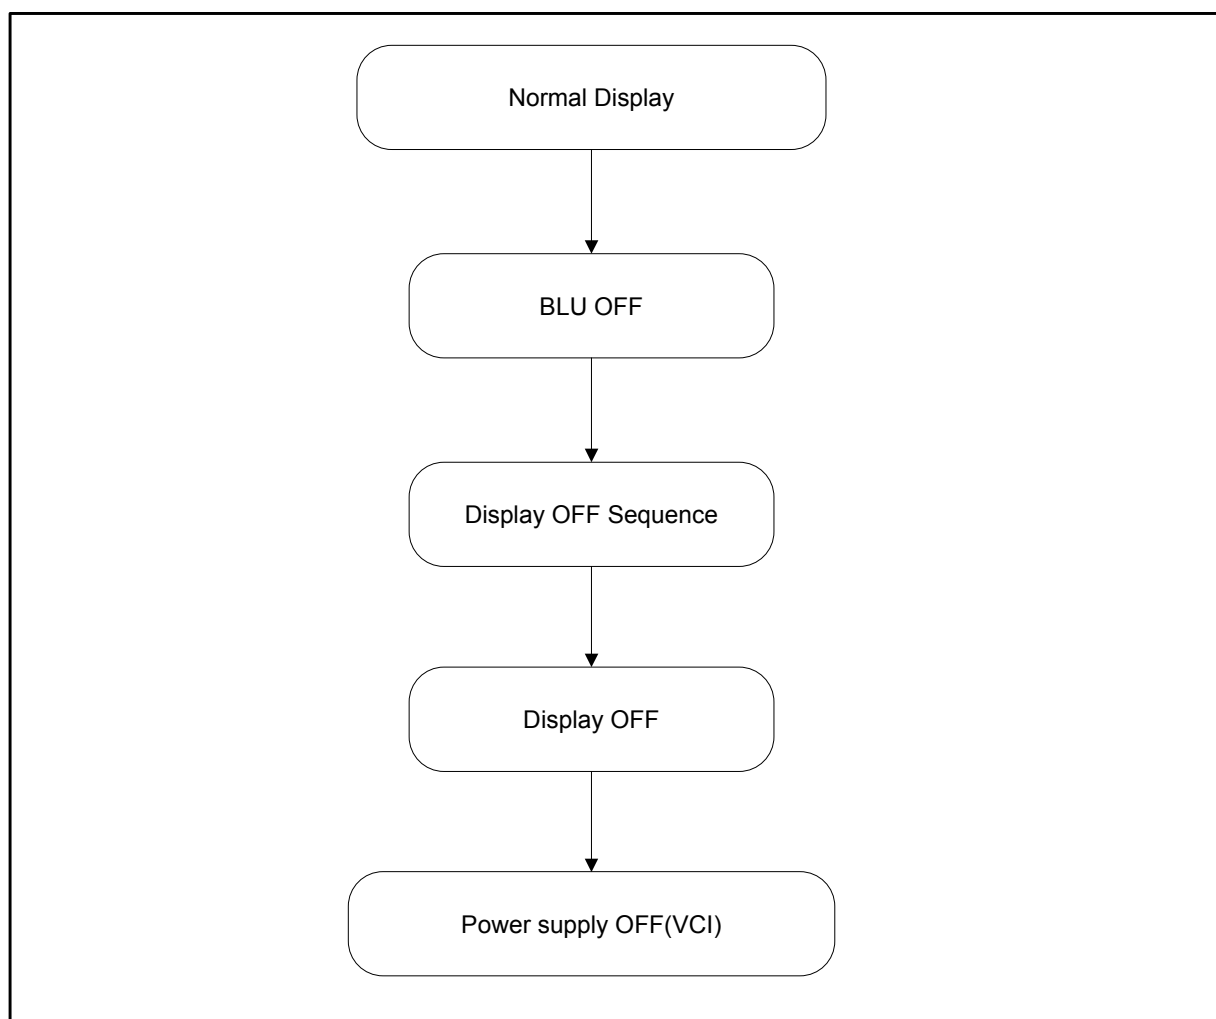 Normal Display
BLU OFF
Display OFF Sequence
Display OFF
Power supply OFF(VCI)